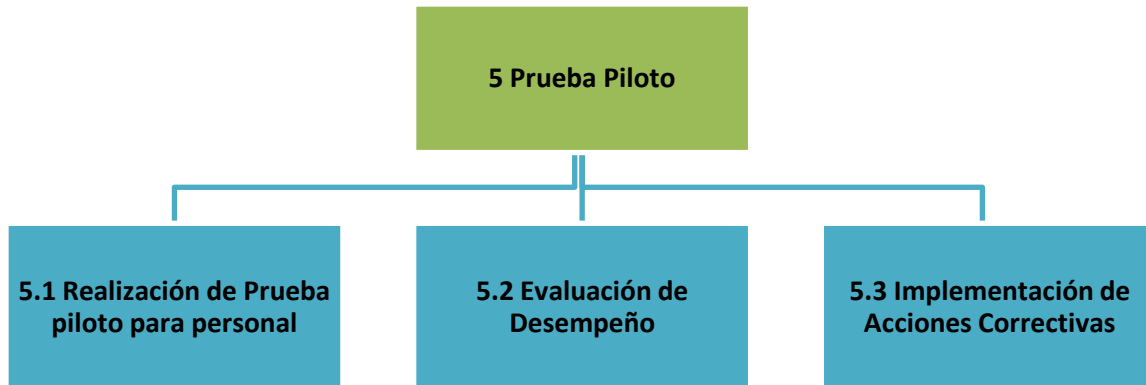 5 Prueba Piloto
5.1 Realización de Prueba
piloto para personal
5.2 Evaluación de
Desempeño
5.3 Implementación de
Acciones Correctivas